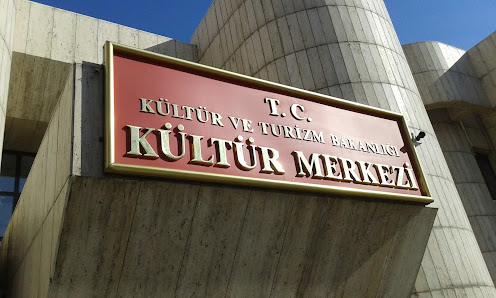 T. C.
KÜLTÜR VE TURİZM BAKANLIĞI
KÜLTÜR MERKEZİ